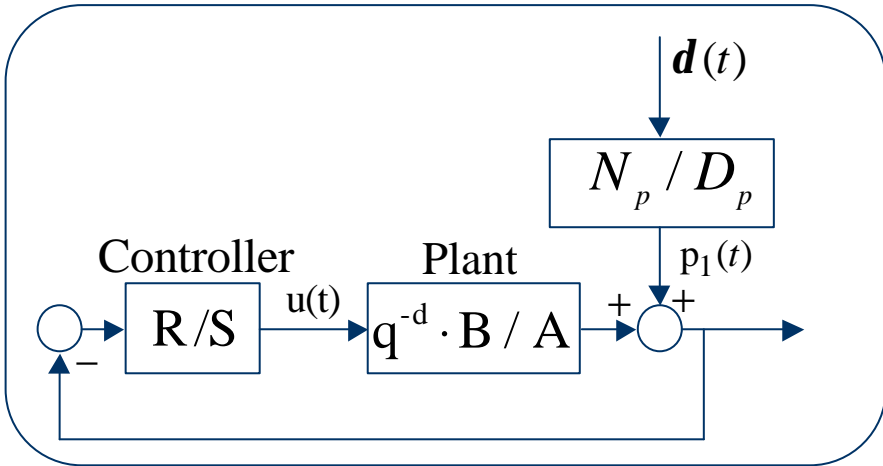 d(t)
N_p / D_p
Controller
Plant
p_1(t)
u(t)
+
+
R/S
q^{-d} · B / A
−